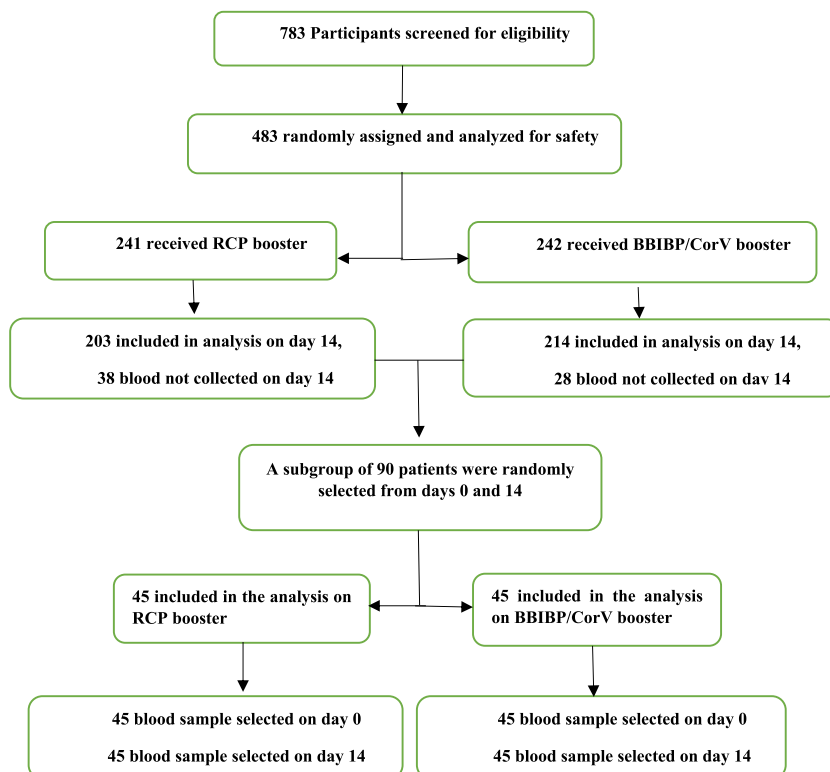 783 Participants screened for eligibility
483 randomly assigned and analyzed for safety
241 received RCP booster
242 received BBIBP/CorV booster
203 included in analysis on day 14,
38 blood not collected on day 14
214 included in analysis on day 14,
28 blood not collected on day 14
A subgroup of 90 patients were randomly
selected from days 0 and 14
45 included in the analysis on
RCP booster
45 included in the analysis
on BBIBP/CorV booster
45 blood sample selected on day 0
45 blood sample selected on day 14
45 blood sample selected on day 0
45 blood sample selected on day 14